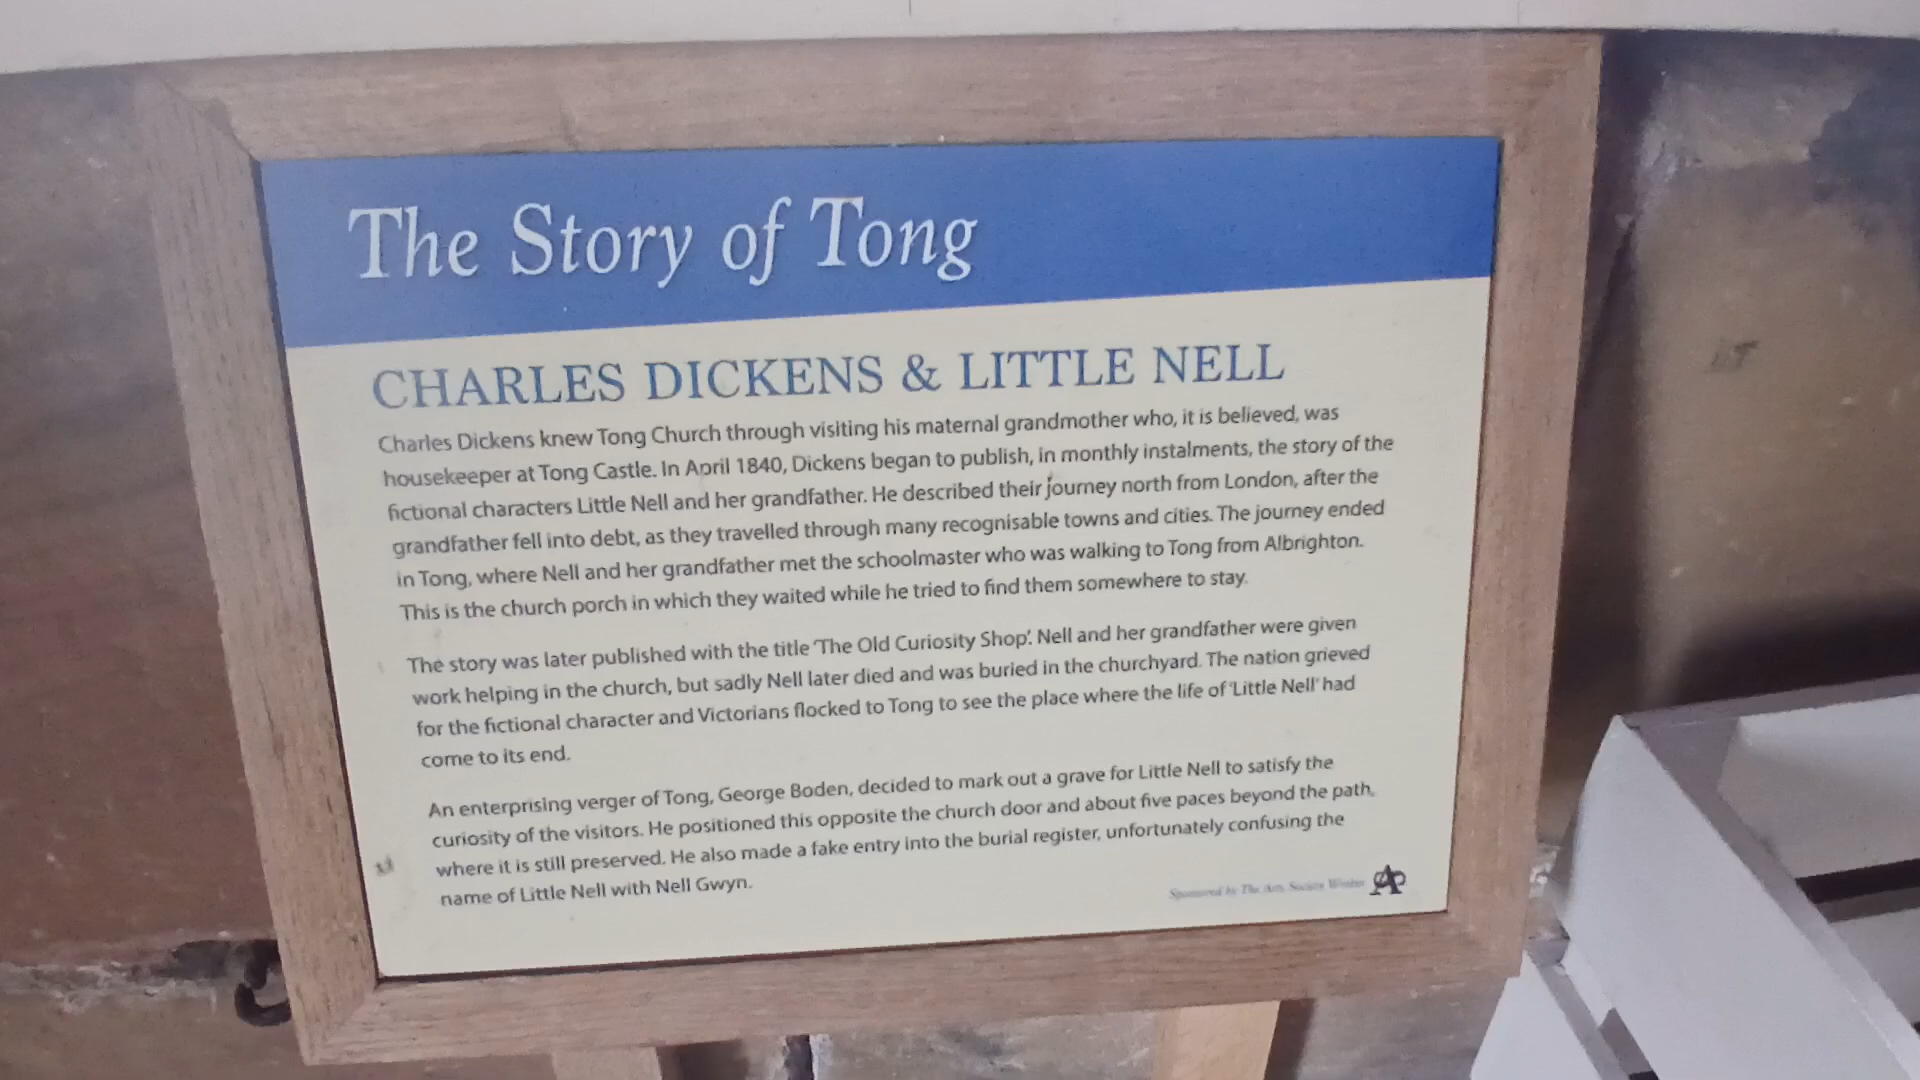 The Story of Tong
CHARLES DICKENS & LITTLE NELL
Charles Dickens knew Tong Church through visiting his maternal grandmother who, it is believed, was
housekeeper at Tong Castle. In April 1840, Dickens began to publish, in monthly instalments, the story of the
fictional characters Little Nell and her grandfather. He described their journey north from London, after the
grandfather fell into debt, as they travelled through many recognisable towns and cities. The journey ended
in Tong, where Nell and her grandfather met the schoolmaster who was walking to Tong from Albrighton.
This is the church porch in which they waited while he tried to find them somewhere to stay.
The story was later published with the title 'The Old Curiosity Shop'. Nell and her grandfather were given
work helping in the church, but sadly Nell later died and was buried in the churchyard. The nation grieved
for the fictional character and Victorians flocked to Tong to see the place where the life of 'Little Nell' had
come to its end.
An enterprising verger of Tong, George Boden, decided to mark out a grave for Little Nell to satisfy the
curiosity of the visitors. He positioned this opposite the church door and about five paces beyond the path,
where it is still preserved. He also made a fake entry into the burial register, unfortunately confusing the
name of Little Nell with Nell Gwyn.
Sponsored by The Arts Society